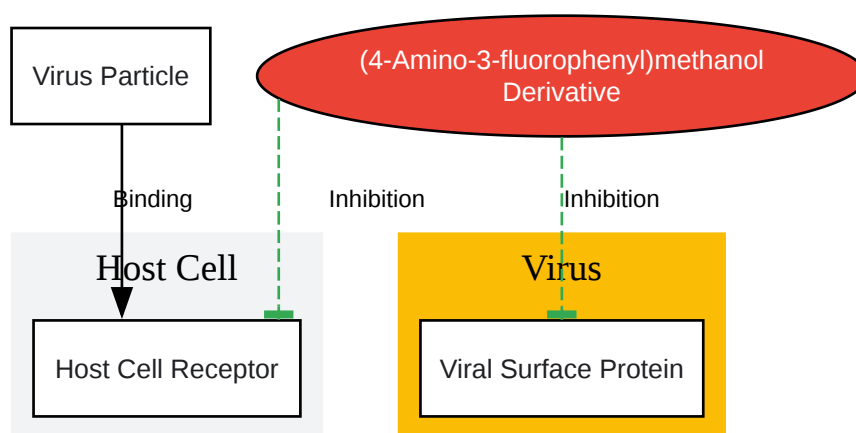 Virus Particle
(4-Amino-3-fluorophenyl)methanol
Derivative
Binding
Inhibition
Inhibition
Host Cell
Virus
Host Cell Receptor
Viral Surface Protein